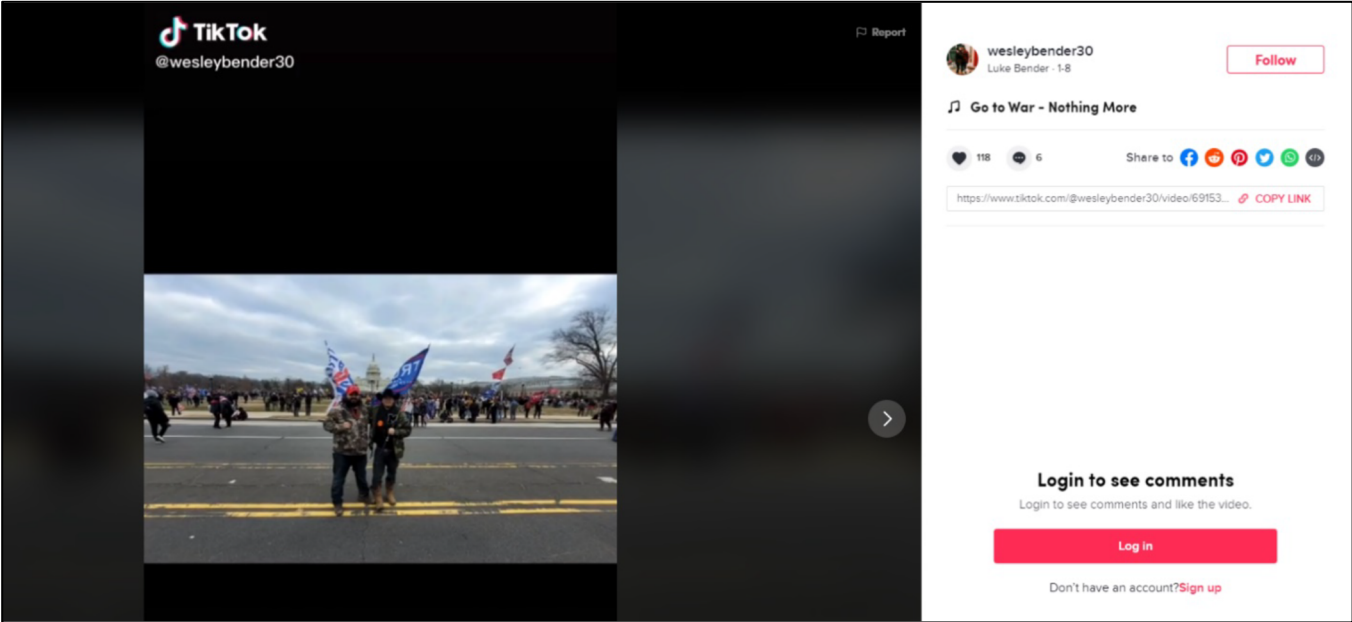 TikTok
@wesleybender30
Report
wesleybender30
Luke Bender · 1-8
Follow
Go to War - Nothing More
118
6
Share to
https://www.tiktok.com/@wesleybender30/video/69153...
COPY LINK
Login to see comments
Login to see comments and like the video.
Log in
Don't have an account?Sign up